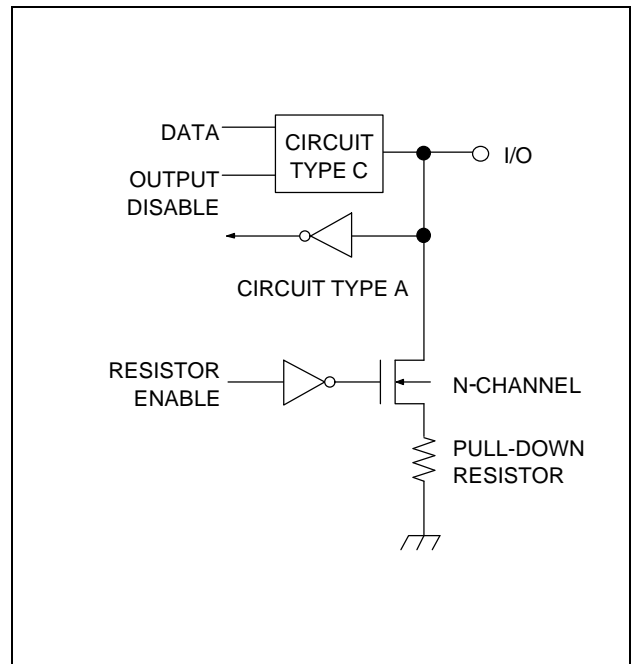 DATA
OUTPUT
DISABLE
CIRCUIT
TYPE C
I/O
CIRCUIT TYPE A
RESISTOR
ENABLE
N-CHANNEL
PULL-DOWN
RESISTOR